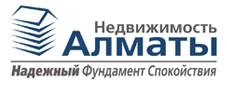 Недвижимость
Алматы
Надежный Фундамент Спокойствия